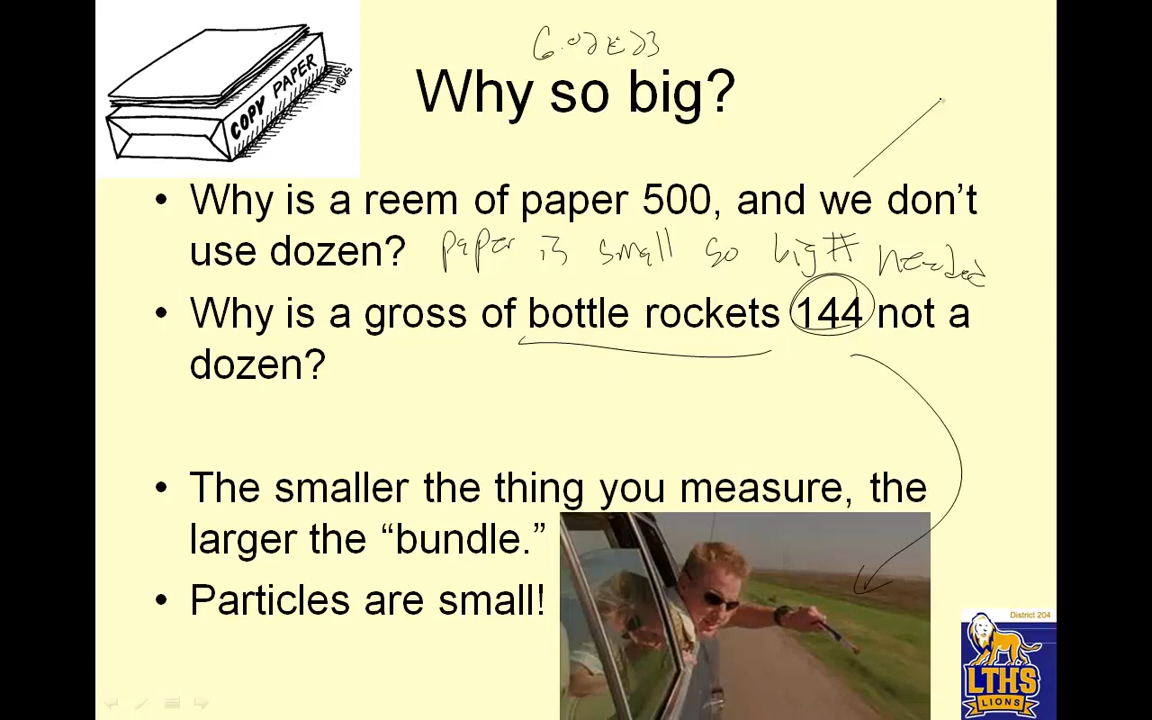 6.02E23
Why so big?
COPY PAPER
• Why is a reem of paper 500, and we don't
use dozen? paper is small so big # needed
• Why is a gross of bottle rockets 144 not a
dozen?
• The smaller the thing you measure, the
larger the “bundle.”
• Particles are small!
District 204
LTHS
LIONS